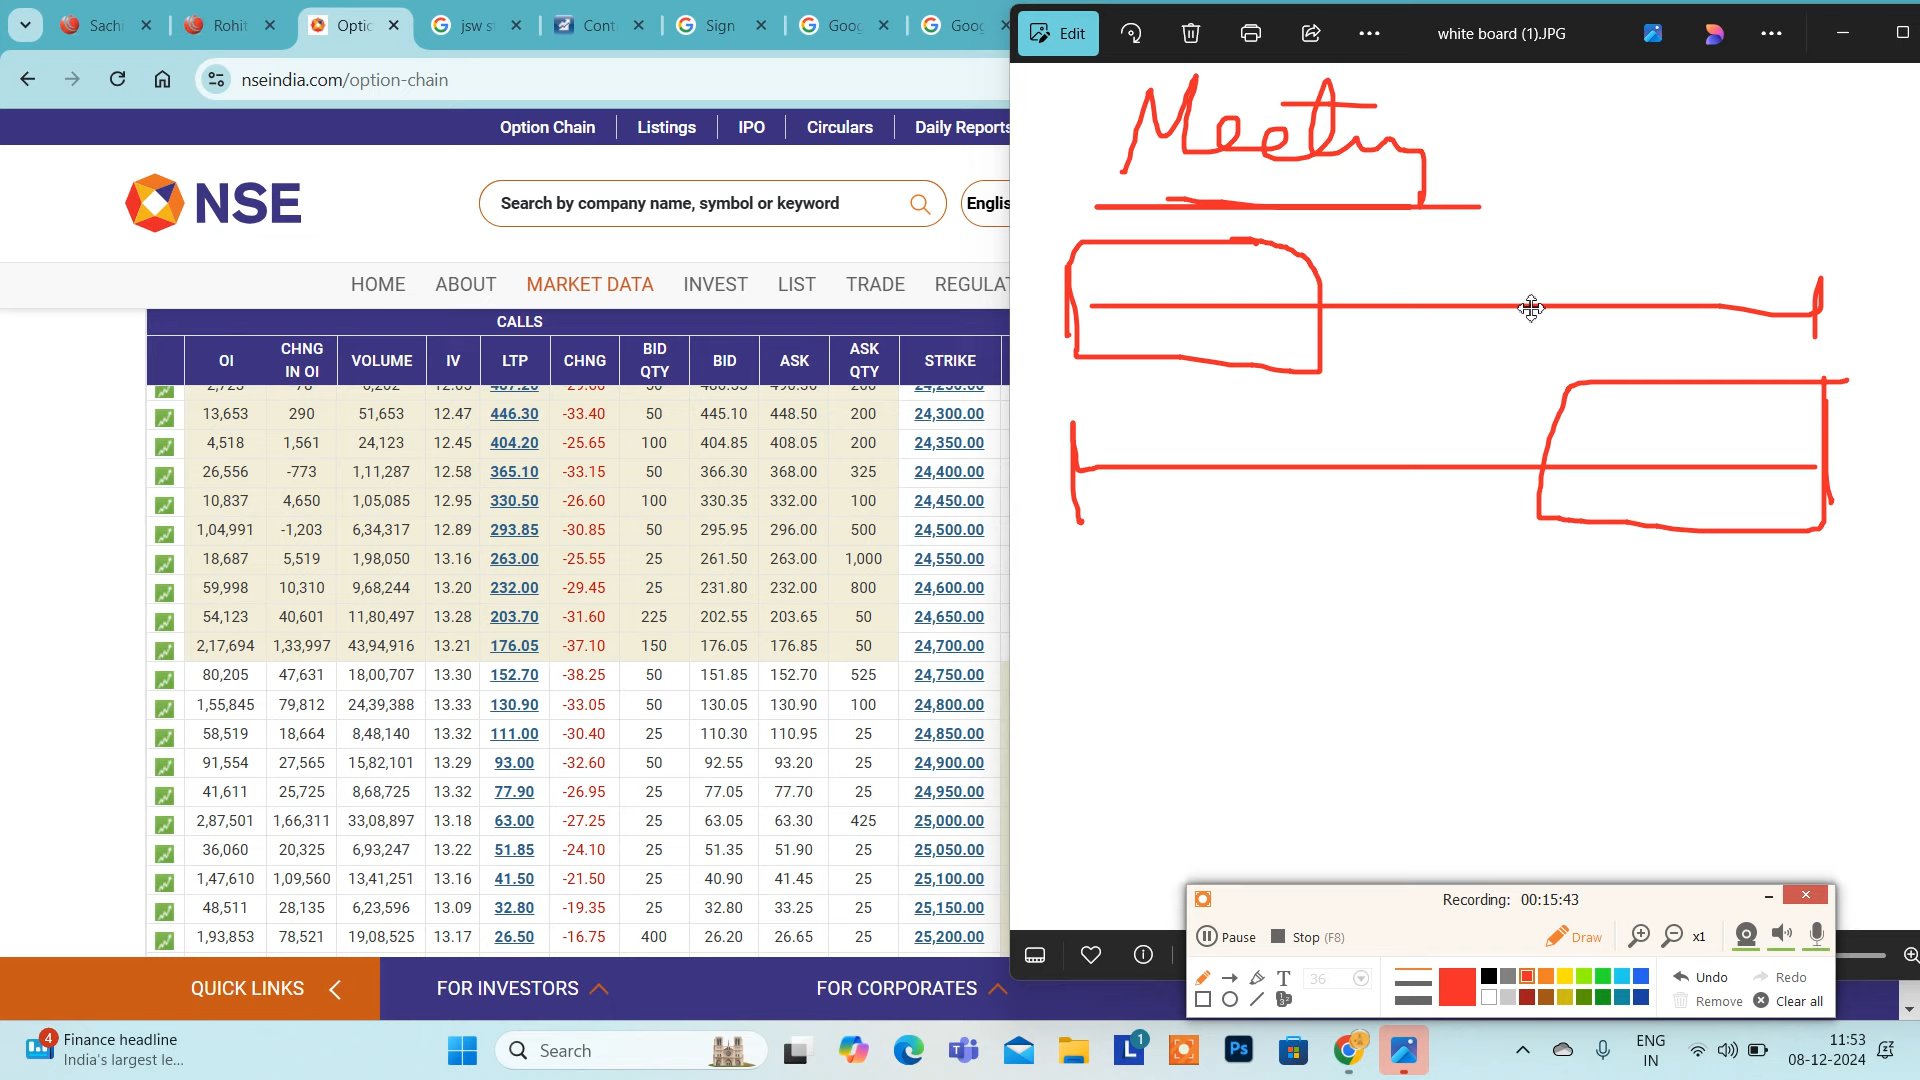 Sach
Rohit
Optic
jsw s
Cont
Sign
Goog
Goog
nseindia.com/option-chain
Option Chain
Listings
IPO
Circulars
Daily Reports
NSE
Search by company name, symbol or keyword
Englis
HOME ABOUT MARKET DATA INVEST LIST TRADE REGULAT
CALLS
OI CHNG IN OI VOLUME IV LTP CHNG BID QTY BID ASK ASK QTY STRIKE
13,653 290 51,653 12.47 446.30 -33.40 50 445.10 448.50 200 24,300.00
4,518 1,561 24,123 12.45 404.20 -25.65 100 404.85 408.05 200 24,350.00
26,556 -773 1,11,287 12.58 365.10 -33.15 50 366.30 368.00 325 24,400.00
10,837 4,650 1,05,085 12.95 330.50 -26.60 100 330.35 332.00 100 24,450.00
1,04,991 -1,203 6,34,317 12.89 293.85 -30.85 50 295.95 296.00 500 24,500.00
18,687 5,519 1,98,050 13.16 263.00 -25.55 25 261.50 263.00 1,000 24,550.00
59,998 10,310 9,68,244 13.20 232.00 -29.45 25 231.80 232.00 800 24,600.00
54,123 40,601 11,80,497 13.28 203.70 -31.60 225 202.55 203.65 50 24,650.00
2,17,694 1,33,997 43,94,916 13.21 176.05 -37.10 150 176.05 176.85 50 24,700.00
80,205 47,631 18,00,707 13.30 152.70 -38.25 50 151.85 152.70 525 24,750.00
1,55,845 79,812 24,39,388 13.33 130.90 -33.05 50 130.05 130.90 100 24,800.00
58,519 18,664 8,48,140 13.32 111.00 -30.40 25 110.30 110.95 25 24,850.00
91,554 27,565 15,82,101 13.29 93.00 -32.60 50 92.55 93.20 25 24,900.00
41,611 25,725 8,68,725 13.32 77.90 -26.95 25 77.05 77.70 25 24,950.00
2,87,501 1,66,311 33,08,897 13.18 63.00 -27.25 25 63.05 63.30 425 25,000.00
36,060 20,325 6,93,247 13.22 51.85 -24.10 25 51.35 51.90 25 25,050.00
1,47,610 1,09,560 13,41,251 13.16 41.50 -21.50 25 40.90 41.45 25 25,100.00
48,511 28,135 6,23,596 13.09 32.80 -19.35 25 32.80 33.25 25 25,150.00
1,93,853 78,521 19,08,525 13.17 26.50 -16.75 400 26.20 26.65 25 25,200.00
QUICK LINKS
FOR INVESTORS
FOR CORPORATES
Edit
white board (1).JPG
Recording: 00:15:43
Pause
Stop (F8)
Draw
x1
T
36
Undo
Redo
Remove
Clear all
4
Finance headline
India's largest le...
Search
L
1
Ps
ENG
IN
11:53
08-12-2024